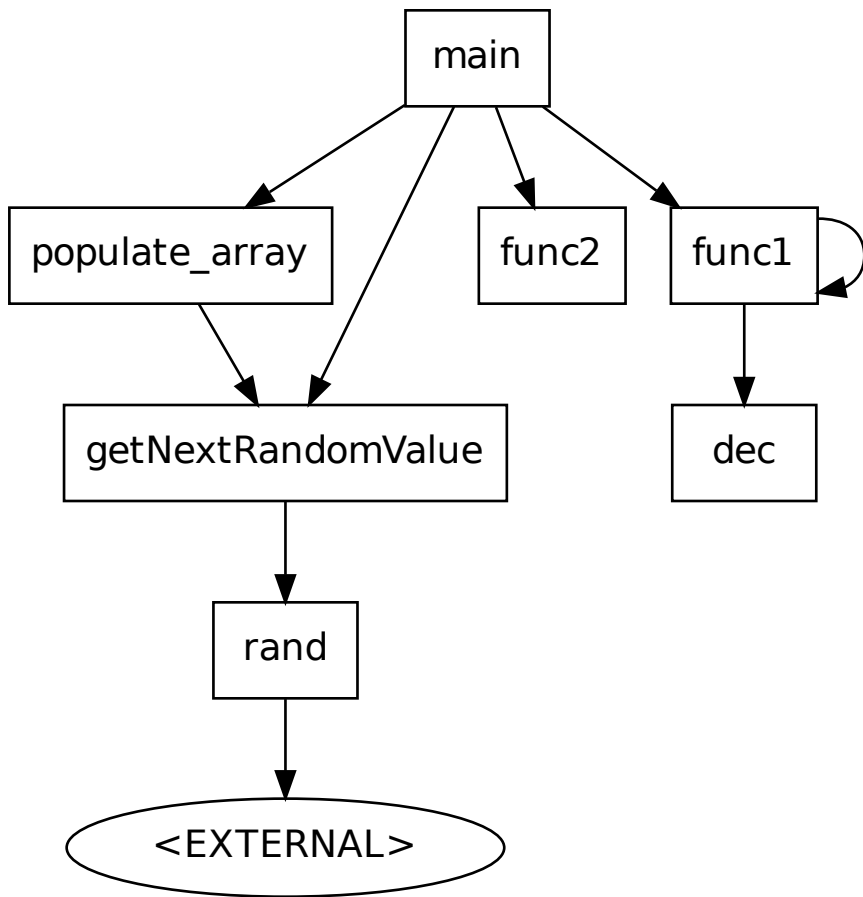 main
populate_array
func2
func1
getNextRandomValue
dec
rand
<EXTERNAL>